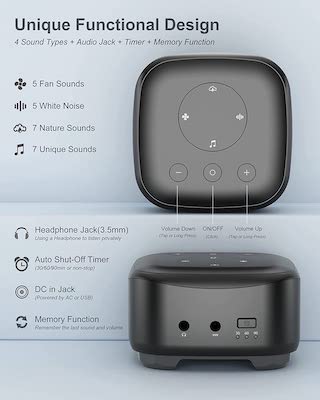 Unique Functional Design
4 Sound Types + Audio Jack + Timer + Memory Function
5 Fan Sounds
5 White Noise
7 Nature Sounds
7 Unique Sounds
Volume Down
(Tap or Long Press)
ON/OFF
(Click)
Volume Up
(Tap or Long Press)
Headphone Jack(3.5mm)
Using a Headphone to listen privately
Auto Shut-Off Timer
(30/60/90min or non-stop)
DC in Jack
(Powered by AC or USB)
Memory Function
Remember the last sound and volume
30 60 90